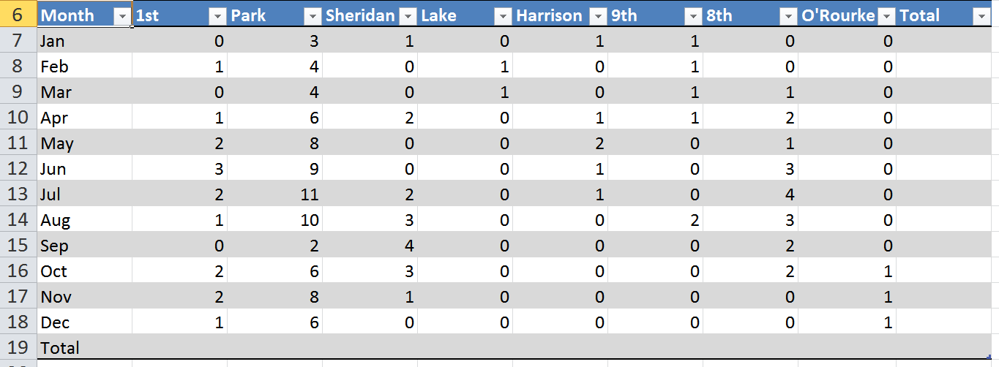 6 Month 1st Park Sheridan Lake Harrison 9th 8th O'Rourke Total
7 Jan 0 3 1 0 1 1 0 0
8 Feb 1 4 0 1 0 1 0 0
9 Mar 0 4 0 1 0 1 1 0
10 Apr 1 6 2 0 1 1 2 0
11 May 2 8 0 0 2 0 1 0
12 Jun 3 9 0 0 1 0 3 0
13 Jul 2 11 2 0 1 0 4 0
14 Aug 1 10 3 0 0 2 3 0
15 Sep 0 2 4 0 0 0 2 0
16 Oct 2 6 3 0 0 0 2 1
17 Nov 2 8 1 0 0 0 0 1
18 Dec 1 6 0 0 0 0 0 1
19 Total